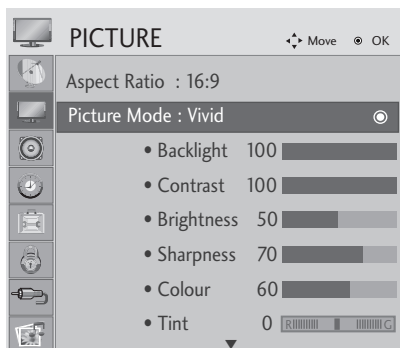 PICTURE Move OK
Aspect Ratio : 16:9
Picture Mode : Vivid
• Backlight 100
• Contrast 100
• Brightness 50
• Sharpness 70
• Colour 60
• Tint 0 R G